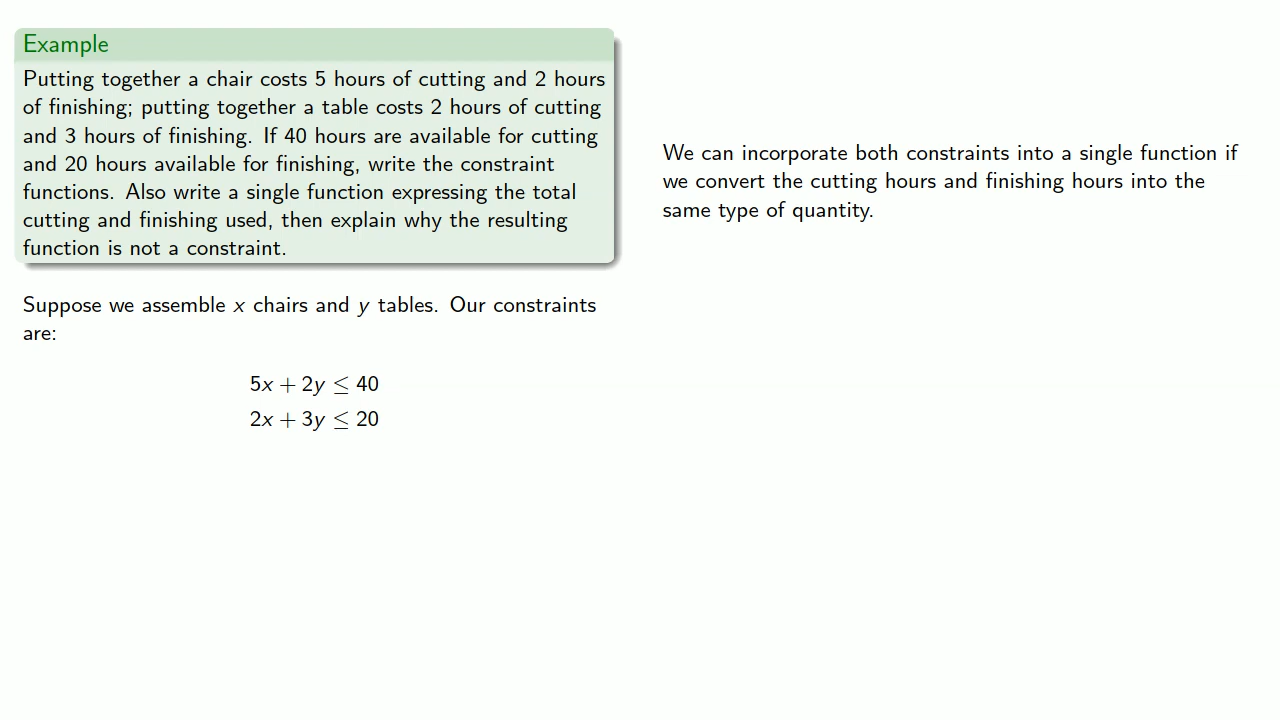 Example
Putting together a chair costs 5 hours of cutting and 2 hours
of finishing; putting together a table costs 2 hours of cutting
and 3 hours of finishing. If 40 hours are available for cutting
and 20 hours available for finishing, write the constraint
functions. Also write a single function expressing the total
cutting and finishing used, then explain why the resulting
function is not a constraint.
Suppose we assemble x chairs and y tables. Our constraints
are:
5x + 2y ≤ 40
2x + 3y ≤ 20
We can incorporate both constraints into a single function if
we convert the cutting hours and finishing hours into the
same type of quantity.